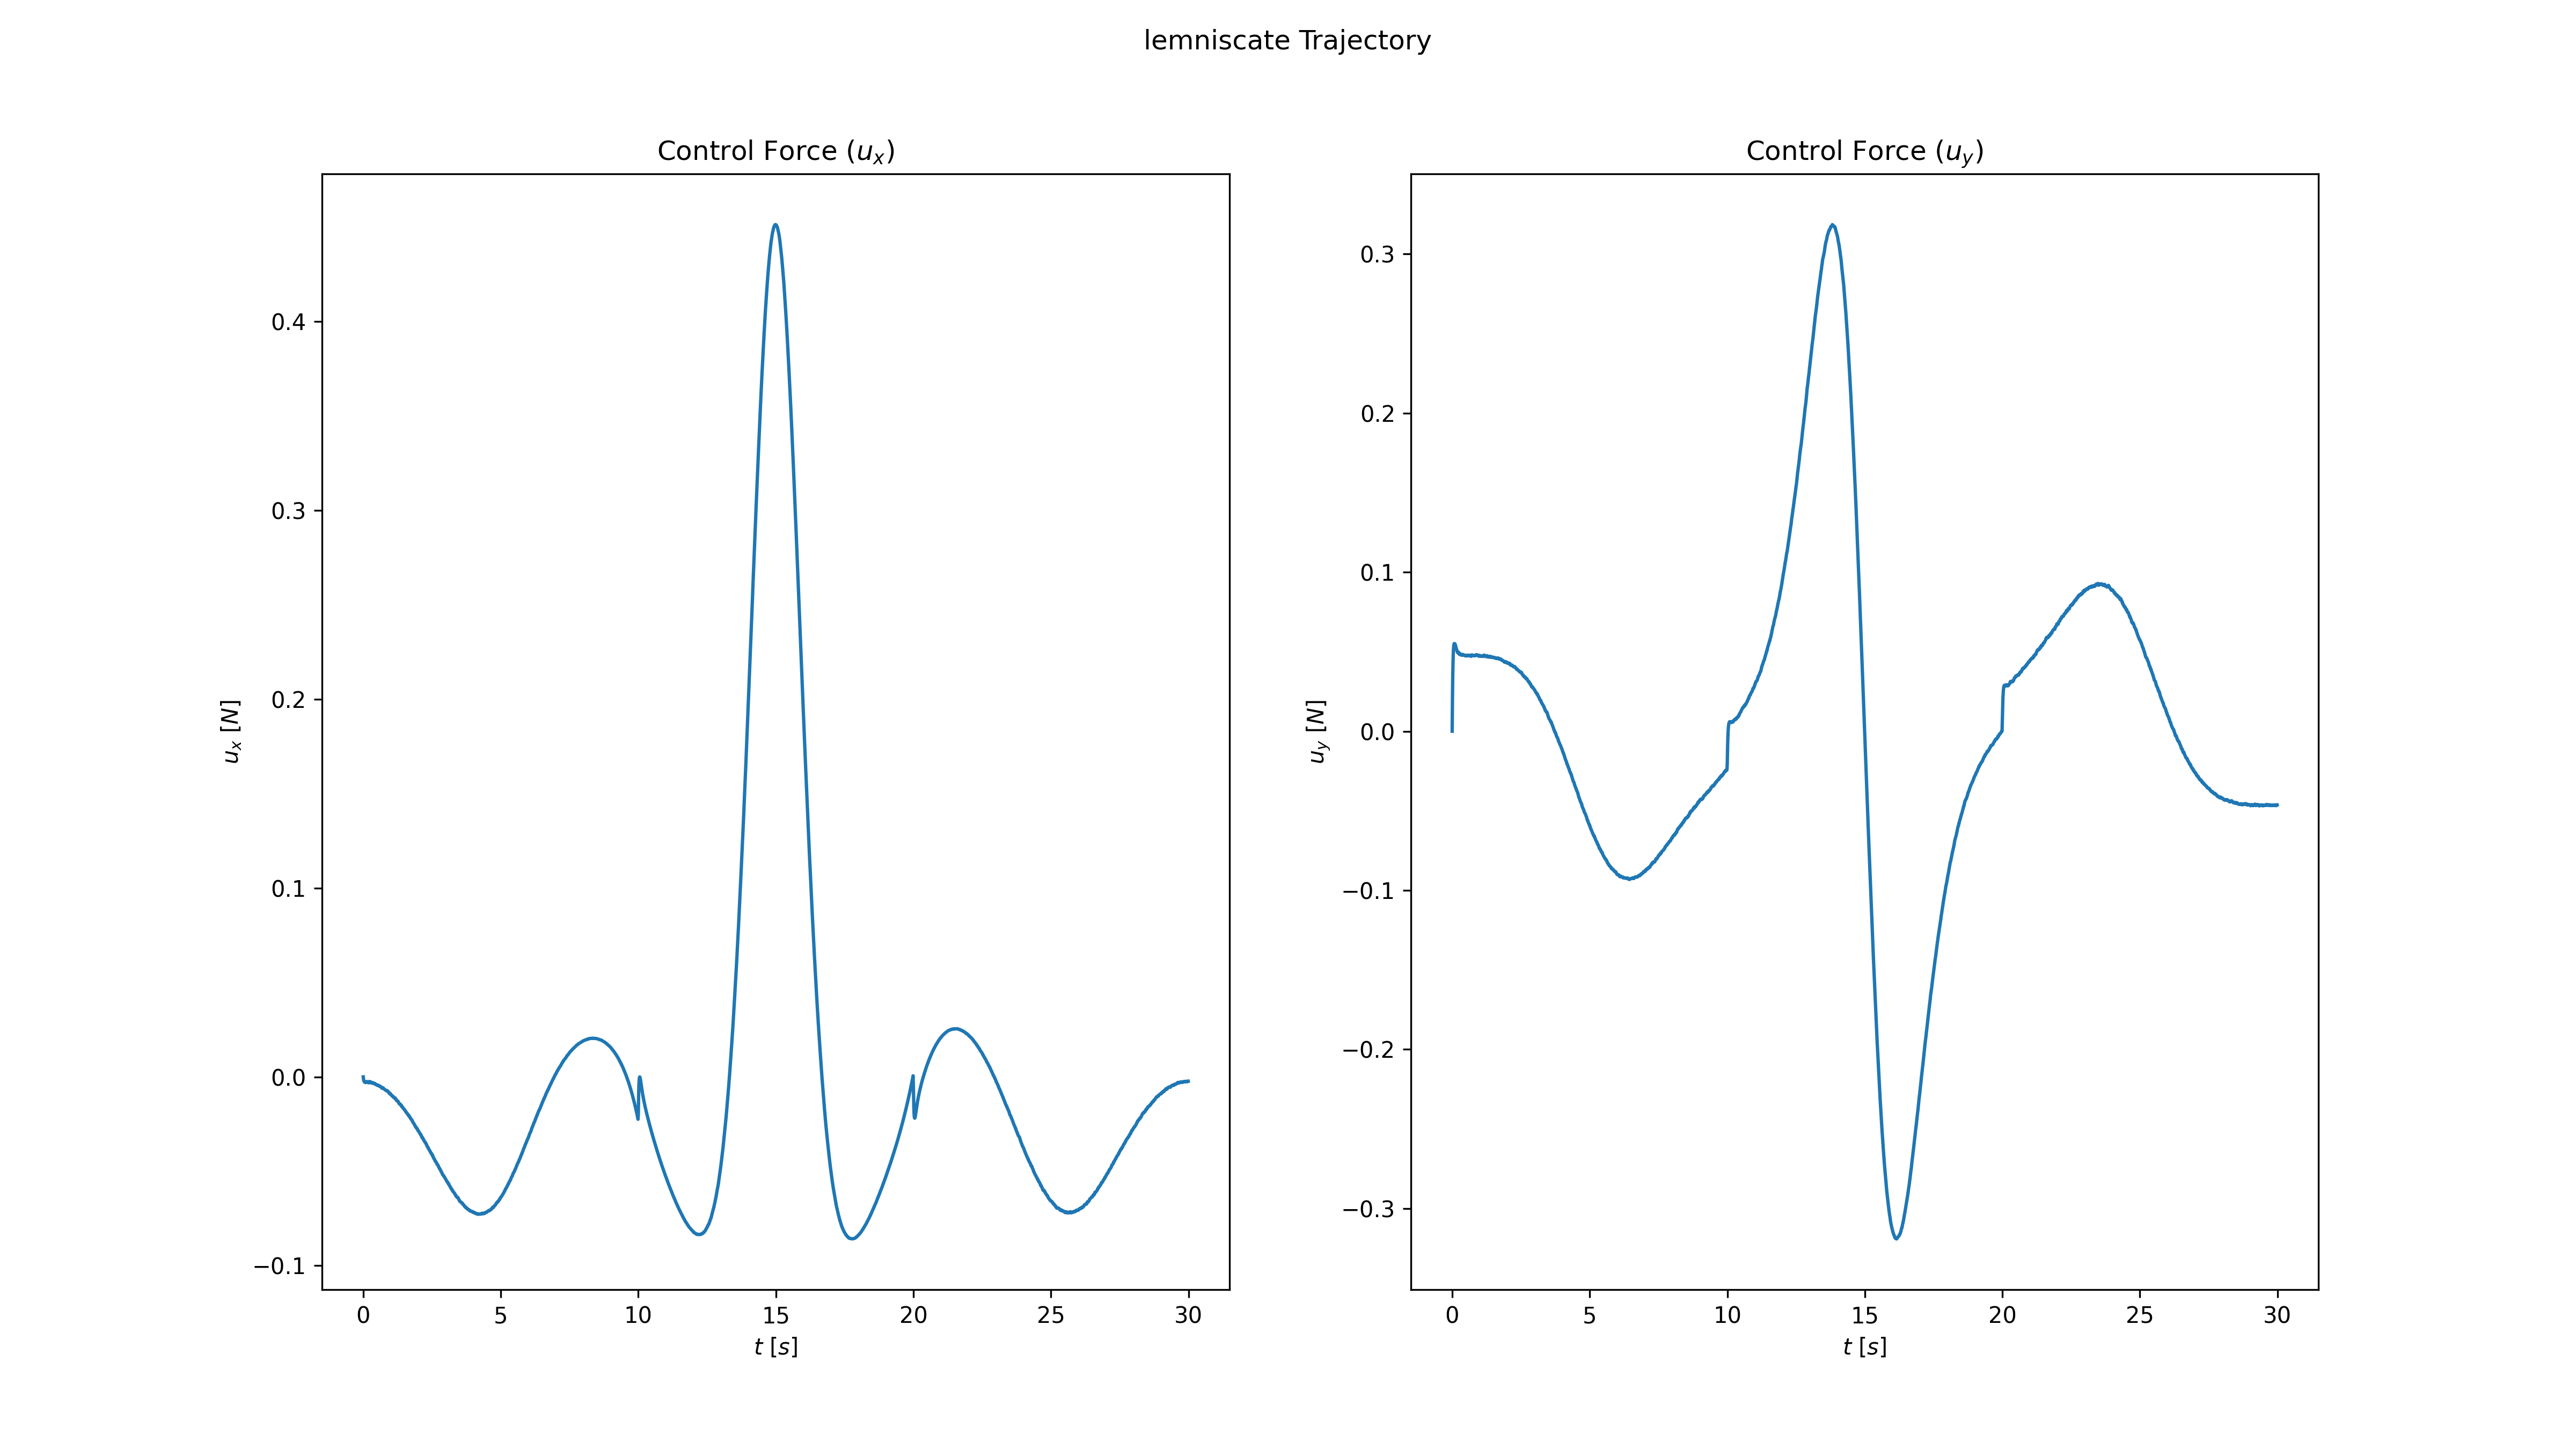 lemniscate Trajectory
Control Force (uₓ)
0.4
0.3
0.2
0.1
0.0
−0.1
uₓ [N]
0 5 10 15 20 25 30
t [s]
Control Force (u_y)
0.3
0.2
0.1
0.0
−0.1
−0.2
−0.3
u_y [N]
0 5 10 15 20 25 30
t [s]